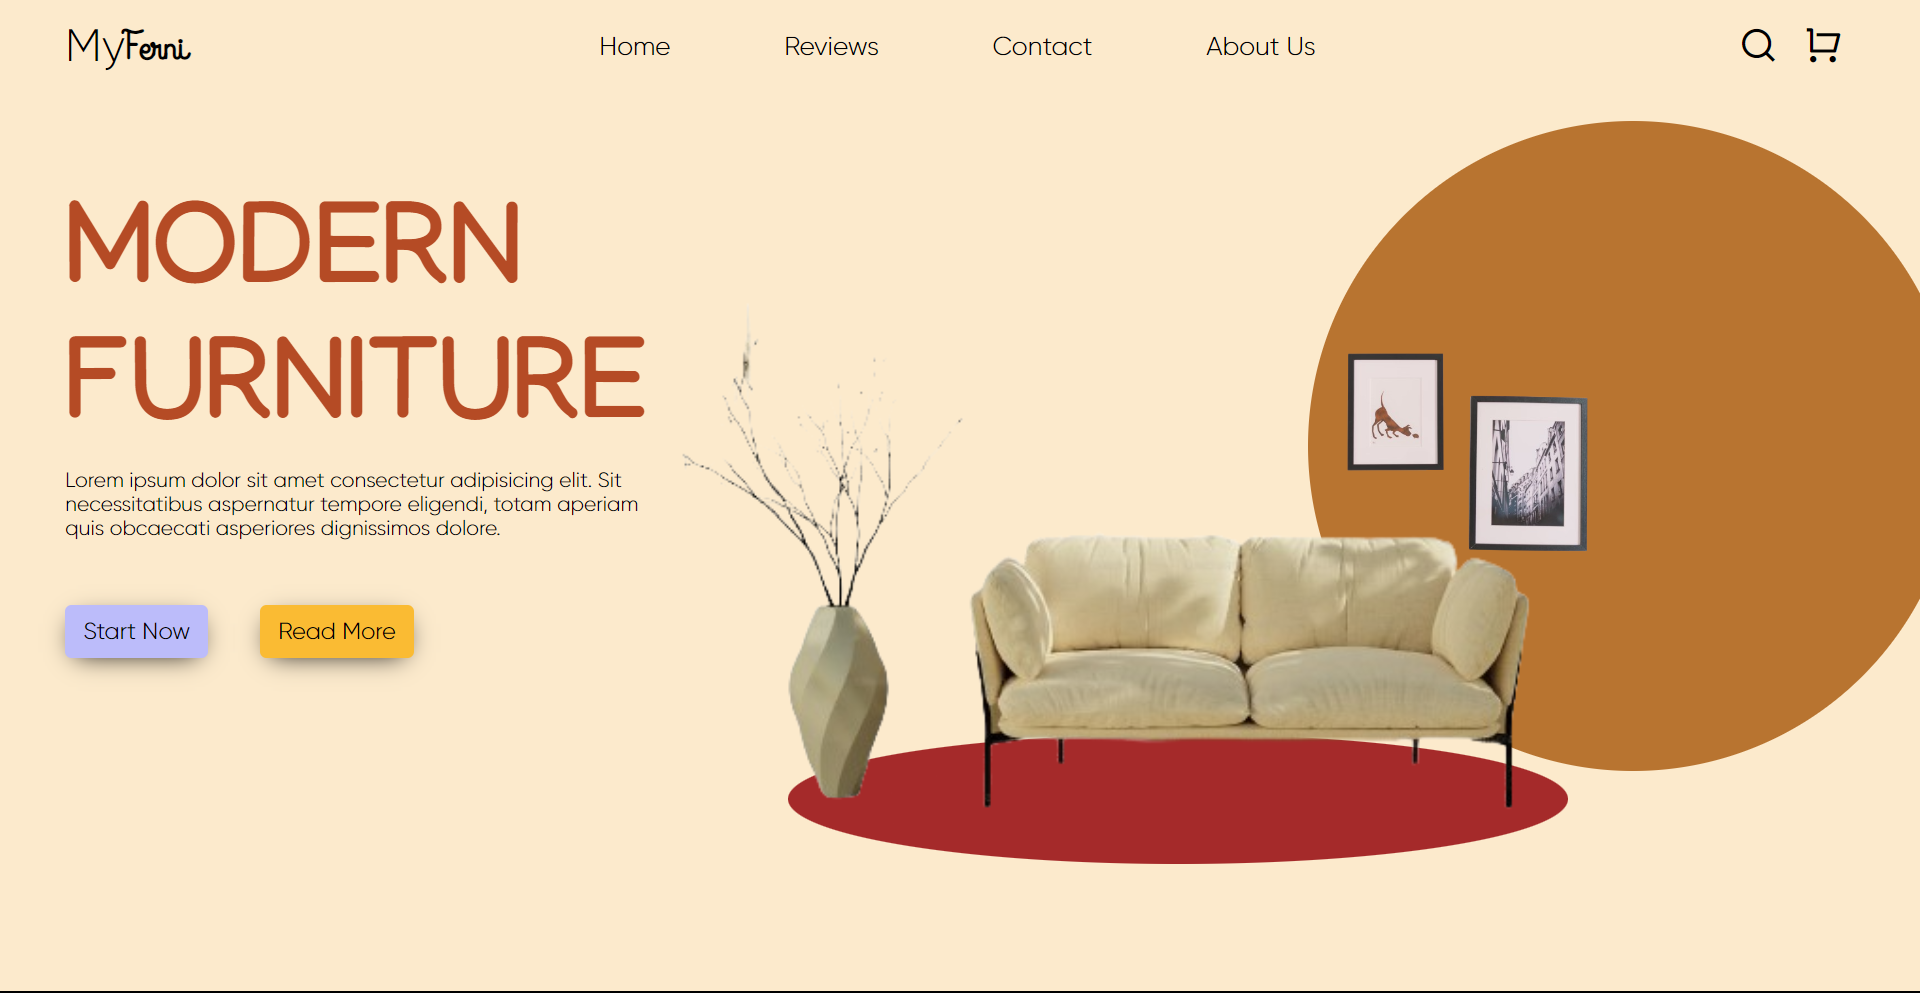 MyFerni
Home
Reviews
Contact
About Us
MODERN
FURNITURE
Lorem ipsum dolor sit amet consectetur adipisicing elit. Sit
necessitatibus aspernatur tempore eligendi, totam aperiam
quis obcaecati asperiores dignissimos dolore.
Start Now
Read More